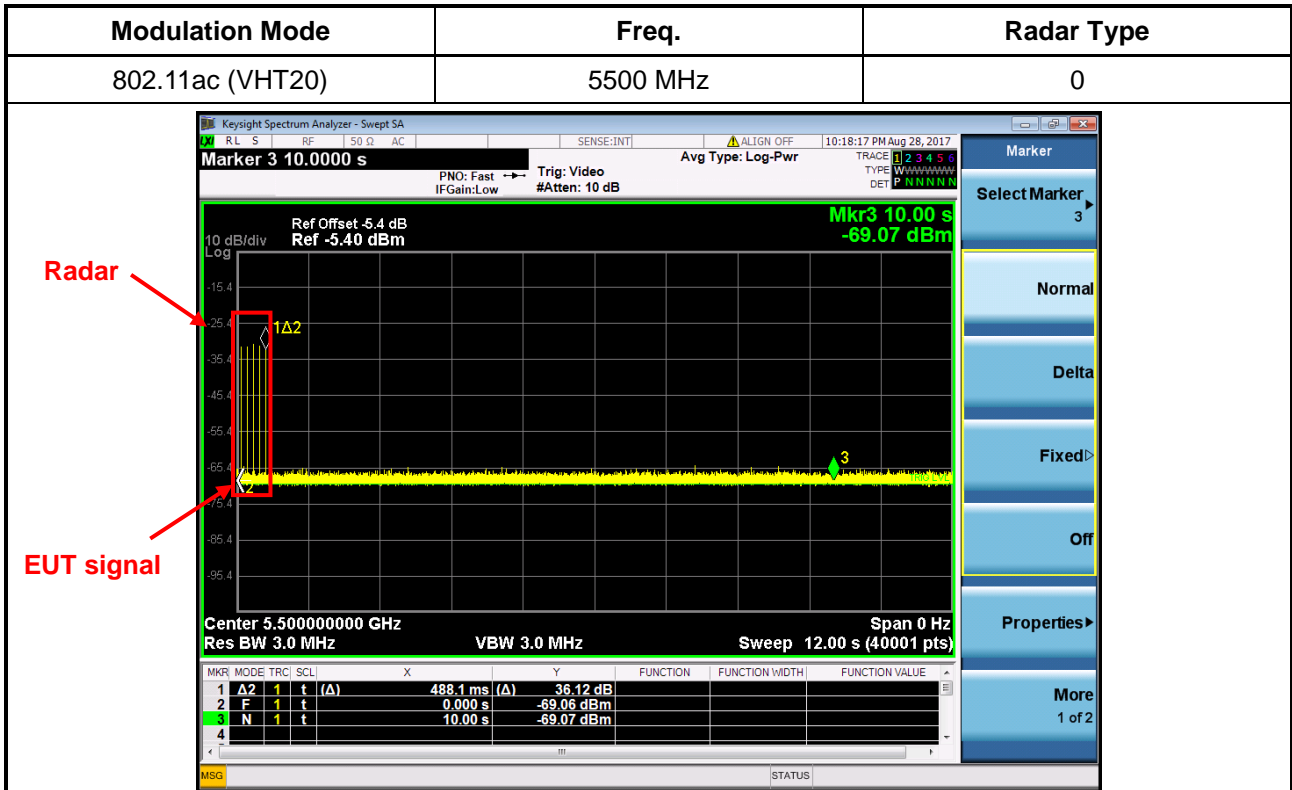 Modulation Mode Freq. Radar Type
802.11ac (VHT20) 5500 MHz 0
Keysight Spectrum Analyzer - Swept SA
LXI RL S RF 50 Ω AC SENSE:INT ALIGN OFF 10:18:17 PM Aug 28, 2017
Marker 3 10.0000 s Avg Type: Log-Pwr TRACE 1 2 3 4 5 6
PNO: Fast Trig: Video TYPE WWWWWW
IFGain:Low #Atten: 10 dB DET P N N N N N
Marker
Select Marker
3
Ref Offset -5.4 dB Mkr3 10.00 s
10 dB/div Ref -5.40 dBm -69.07 dBm
Log
Radar
-15.4
Normal
-25.4
1Δ2
-35.4
Delta
-45.4
-55.4
Fixed
-65.4
3
TRIG LVL
2
-75.4
-85.4
Off
EUT signal
-95.4
Center 5.500000000 GHz Span 0 Hz
Res BW 3.0 MHz VBW 3.0 MHz Sweep 12.00 s (40001 pts)
Properties
MKR MODE TRC SCL X Y FUNCTION FUNCTION WIDTH FUNCTION VALUE
1 Δ2 1 t (Δ) 488.1 ms (Δ) 36.12 dB
2 F 1 t 0.000 s -69.06 dBm
3 N 1 t 10.00 s -69.07 dBm
4
More
1 of 2
MSG STATUS